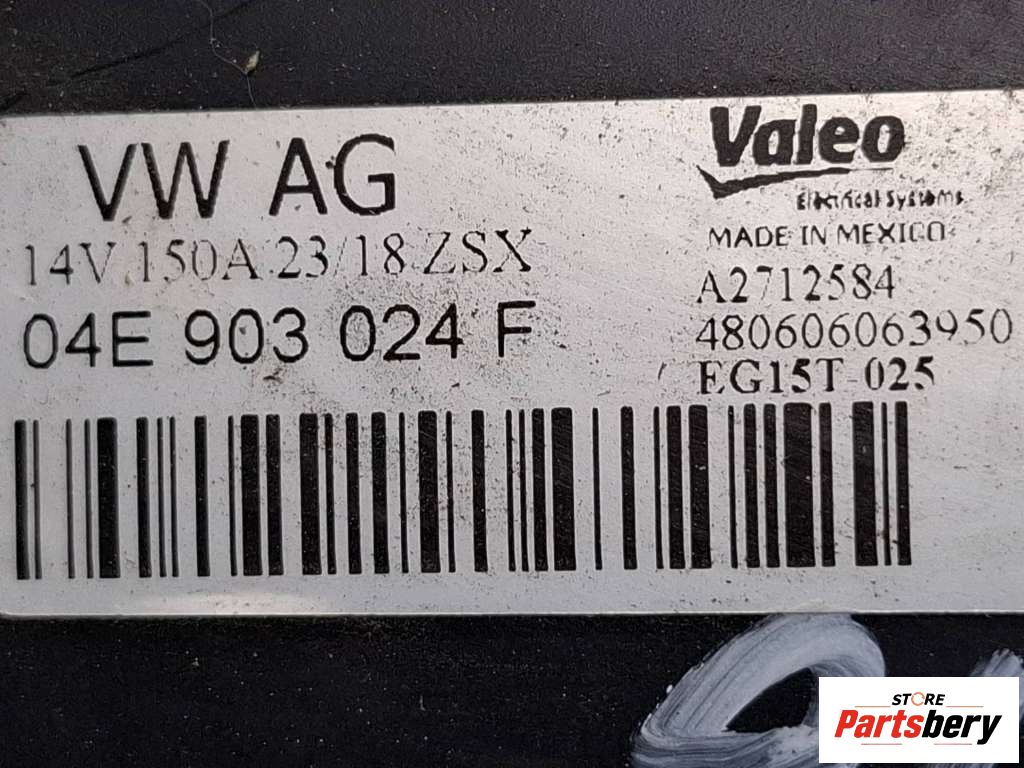 VW AG
14V 150A 23/18 ZSX
04E 903 024 F
Valeo
Electrical Systems
MADE IN MEXICO
A2712584
480606063950
EG15T-025
STORE
Partsbery